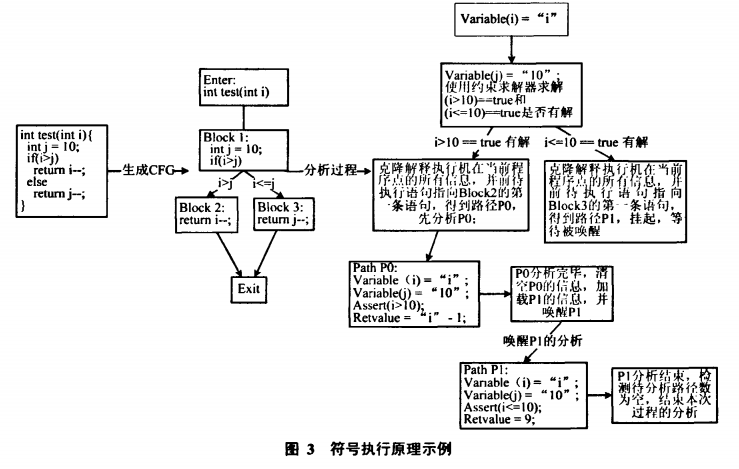 int test(int i){
int j = 10;
if(i>j)
return i--;
else
return j--;
}
生成CFG
Enter:
int test(int i)
Block 1:
int j = 10;
if(i>j)
i>j
i<=j
Block 2:
return i--;
Block 3:
return j--;
Exit
分析过程
Variable(i) = “i”
Variable(j) = “10”;
使用约束求解器求解
(i>10)==true和
(i<=10)==true是否有解
i>10 == true 有解
i<=10 == true 有解
克隆解释执行机在当前程
序点的所有信息，并前待
执行语句指向Block2的第
一条语句，得到路径P0，
先分析P0；
克隆解释执行机在当前
程序点的所有信息，并
前待执行语句指向
Block3的第一条语句，
得到路径P1，挂起，等
待被唤醒
Path P0:
Variable（i) = “i”;
Variable(j) = “10”;
Assert(i>10);
Retvalue = “i” - 1;
P0分析完毕，清
空P0的信息，加
载P1的信息，并
唤醒P1
唤醒P1的分析
Path P1:
Variable（i) = “i”;
Variable(j) = “10”;
Assert(i<=10);
Retvalue = 9;
P1分析结束，检
测待分析路径数
为空，结束本次
过程的分析
图 3 符号执行原理示例